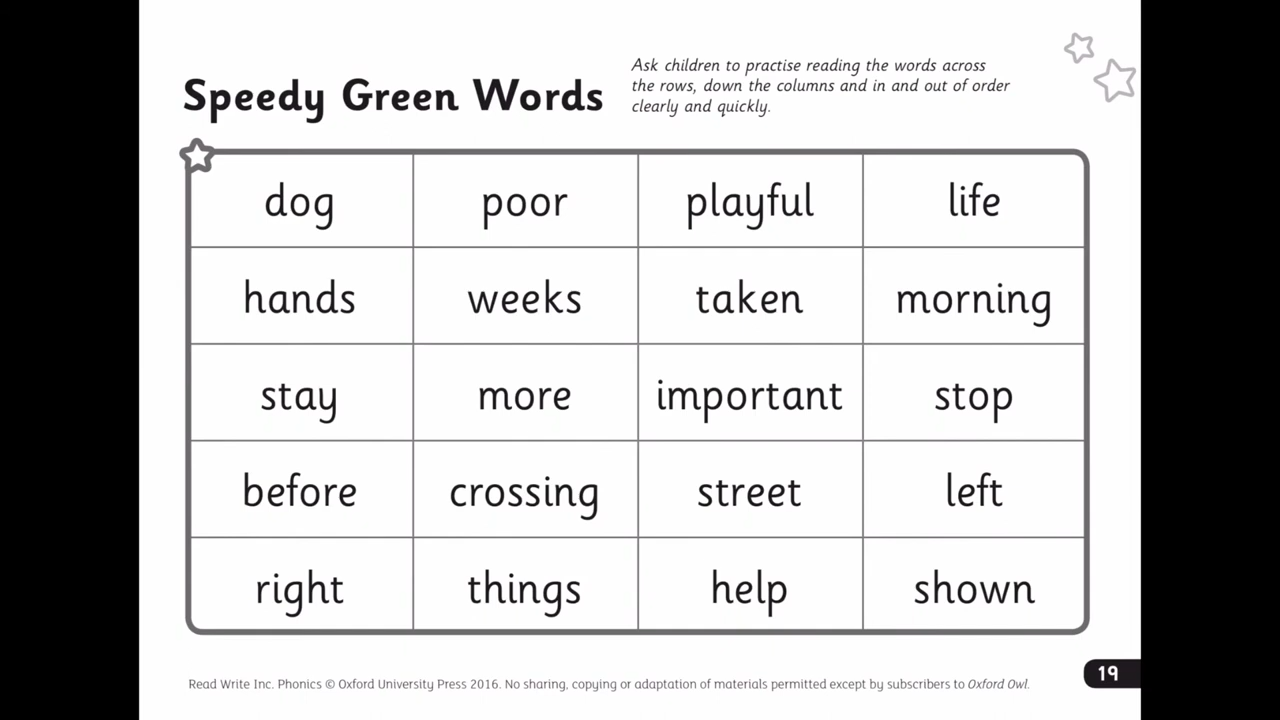 Speedy Green Words
Ask children to practise reading the words across
the rows, down the columns and in and out of order
clearly and quickly.
dog poor playful life
hands weeks taken morning
stay more important stop
before crossing street left
right things help shown
19
Read Write Inc. Phonics © Oxford University Press 2016. No sharing, copying or adaptation of materials permitted except by subscribers to Oxford Owl.